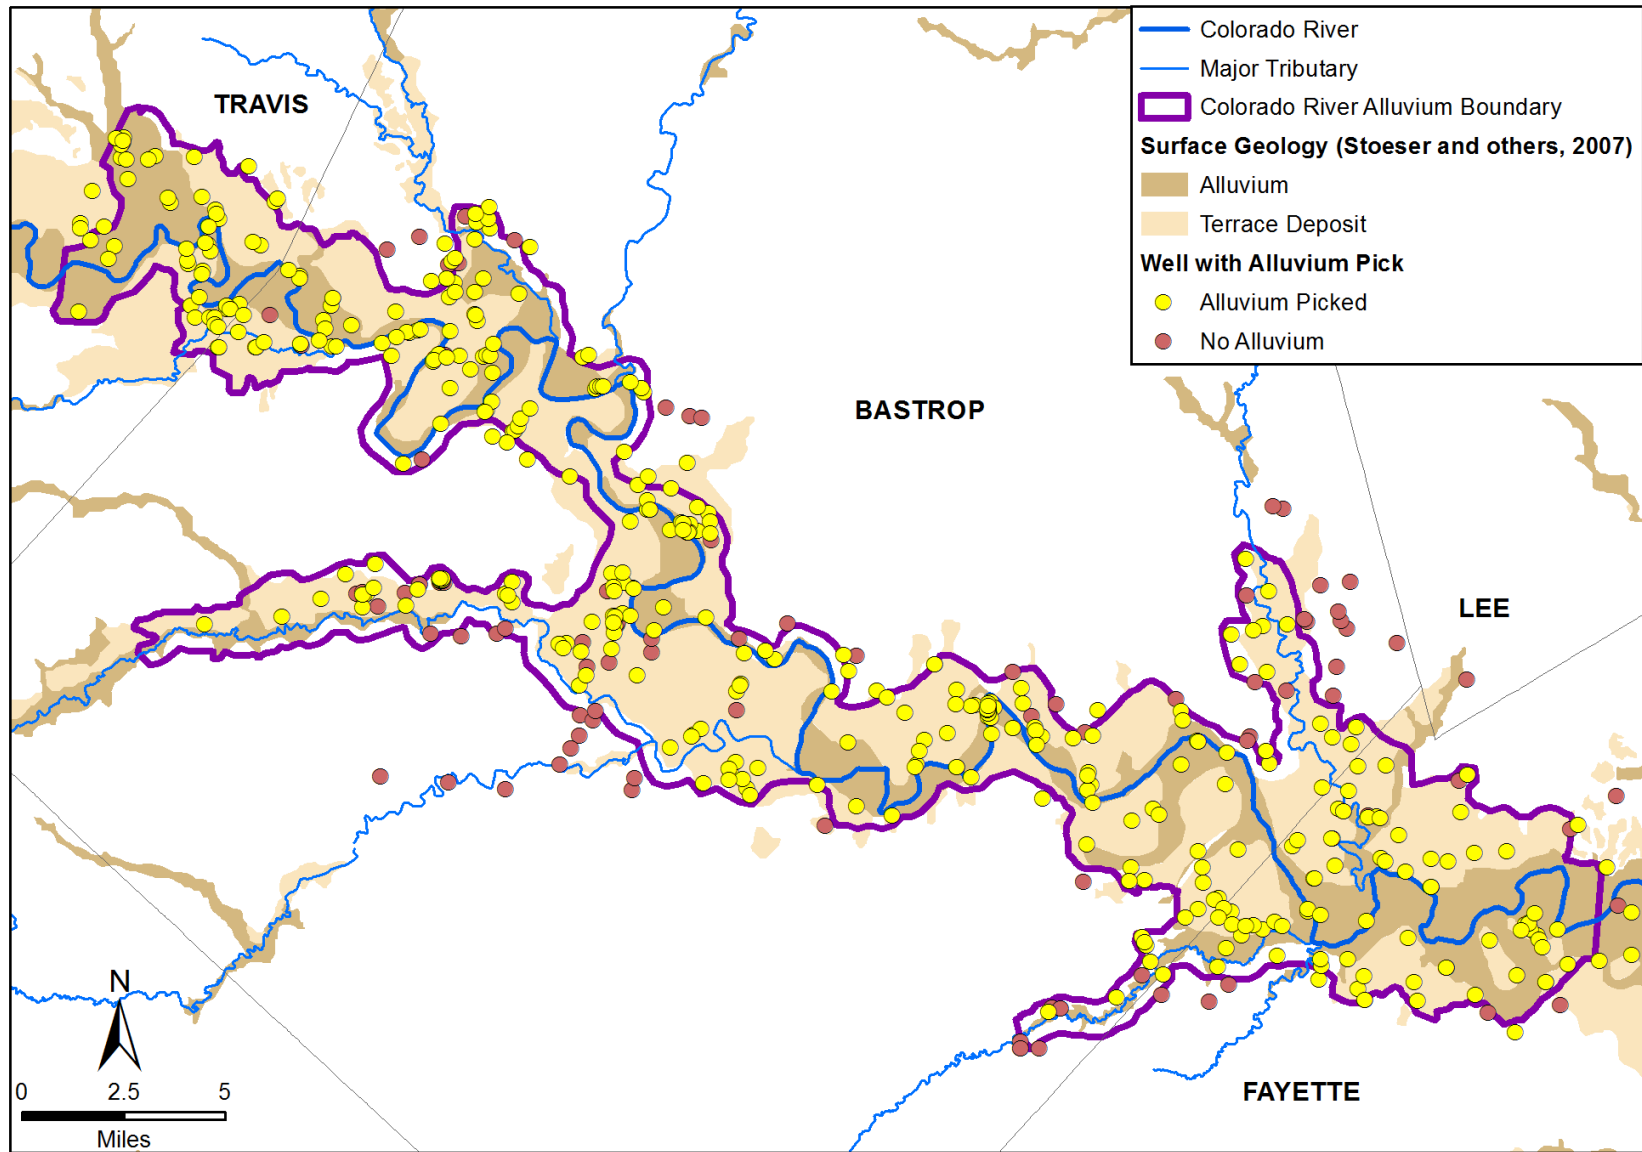 Colorado River
Major Tributary
Colorado River Alluvium Boundary
Surface Geology (Stoeser and others, 2007)
Alluvium
Terrace Deposit
Well with Alluvium Pick
Alluvium Picked
No Alluvium
TRAVIS
BASTROP
LEE
FAYETTE
N
0 2.5 5
Miles